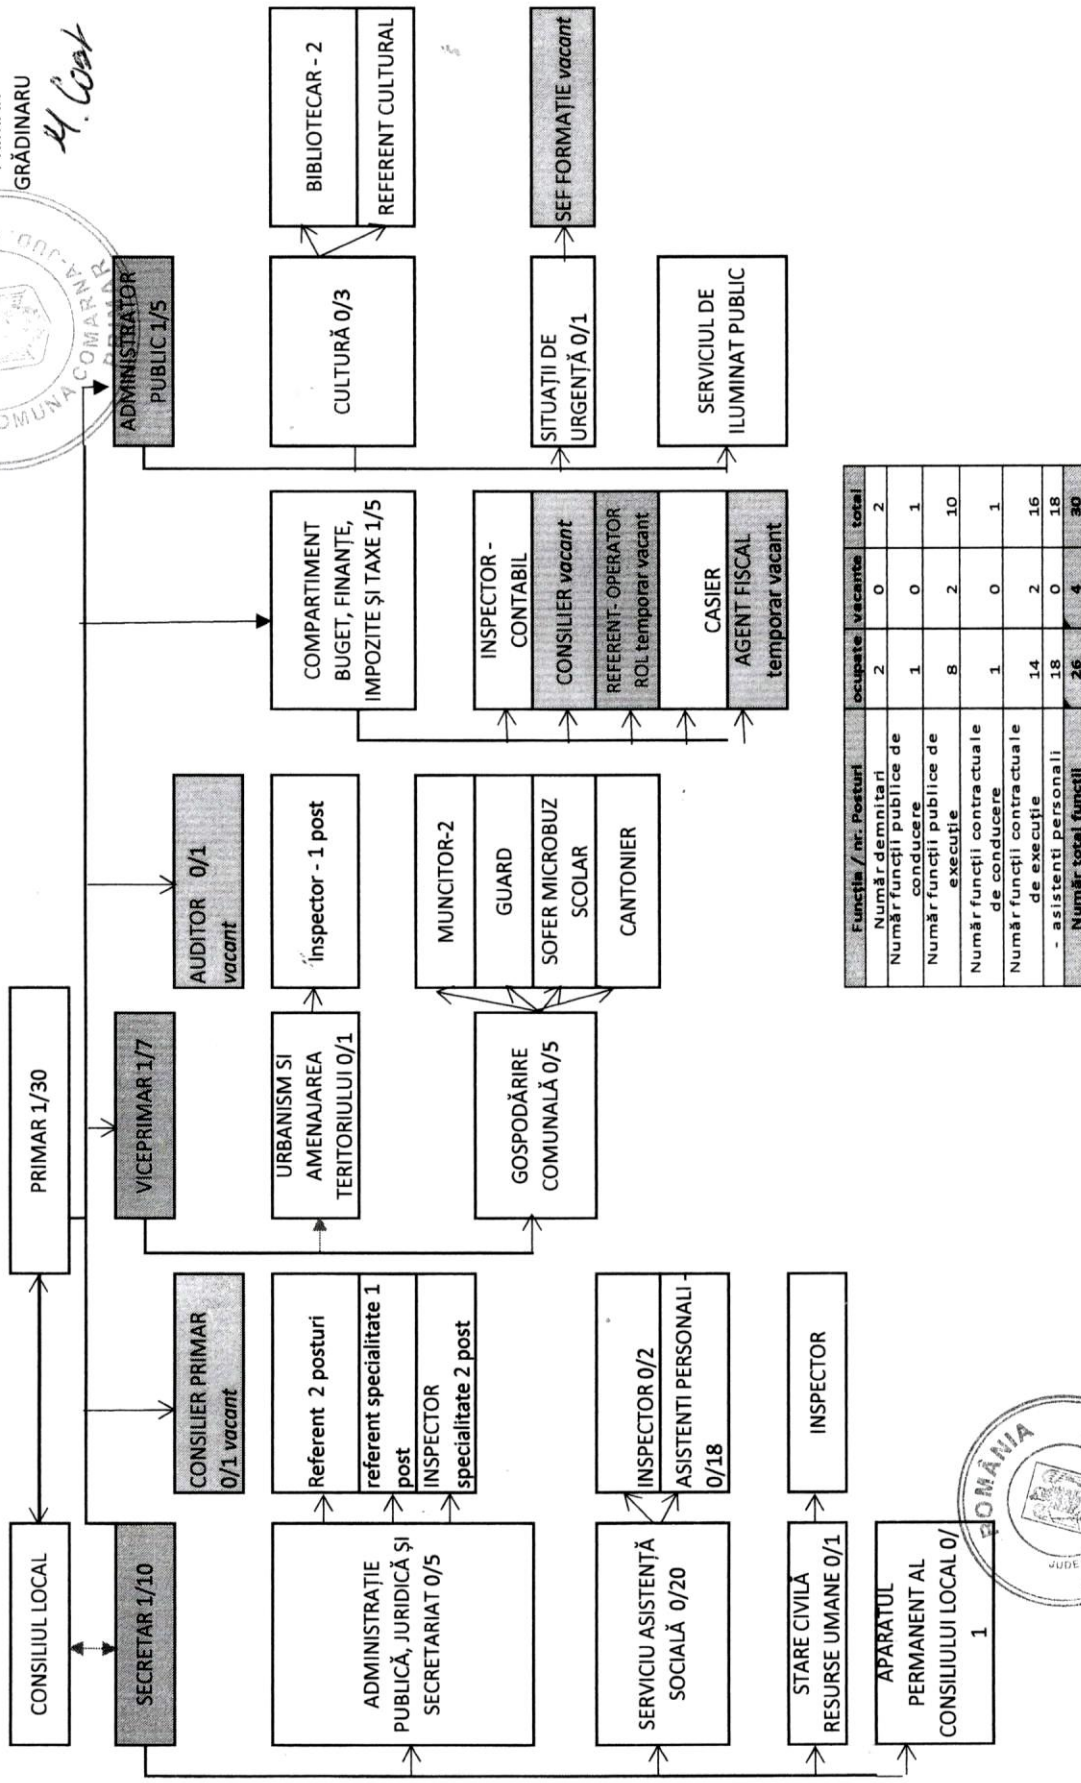 GRĂDINARU
COMUNA COMARNA-JUD.
PRIMAR
CONSILIUL LOCAL
PRIMAR 1/30
SECRETAR 1/10
CONSILIER PRIMAR
0/1 vacant
VICEPRIMAR 1/7
AUDITOR 0/1
vacant
ADMINISTRATOR
PUBLIC 1/5
ADMINISTRAȚIE
PUBLICĂ, JURIDICĂ ȘI
SECRETARIAT 0/5
Referent 2 posturi
referent specialitate 1
post
INSPECTOR
specialitate 2 post
SERVICIU ASISTENȚĂ
SOCIALĂ 0/20
INSPECTOR 0/2
ASISTENTI PERSONALI -
0/18
STARE CIVILĂ
RESURSE UMANE 0/1
INSPECTOR
APARATUL
PERMANENT AL
CONSILIULUI LOCAL 0/
1
URBANISM SI
AMENAJAREA
TERITORIULUI 0/1
Inspector - 1 post
GOSPODĂRIRE
COMUNALĂ 0/5
MUNCITOR-2
GUARD
SOFER MICROBUZ
SCOLAR
CANTONIER
COMPARTIMENT
BUGET, FINANȚE,
IMPOZITE ȘI TAXE 1/5
INSPECTOR -
CONTABIL
CONSILIER vacant
REFERENT- OPERATOR
ROL temporar vacant
CASIER
AGENT FISCAL
temporar vacant
CULTURĂ 0/3
BIBLIOTECAR - 2
REFERENT CULTURAL
SITUAȚII DE
URGENȚĂ 0/1
SEF FORMAȚIE vacant
SERVICIUL DE
ILUMINAT PUBLIC
Funcția / nr. Posturi ocupate vacante total
Număr demnitari 2 0 2
Număr funcții publice de
conducere 1 0 1
Număr funcții publice de
execuție 8 2 10
Număr funcții contractuale
de conducere 1 0 1
Număr funcții contractuale
de execuție 14 2 16
- asistenti personali 18 0 18
Număr total funcții 26 4 30
ROMÂNIA
JUDE